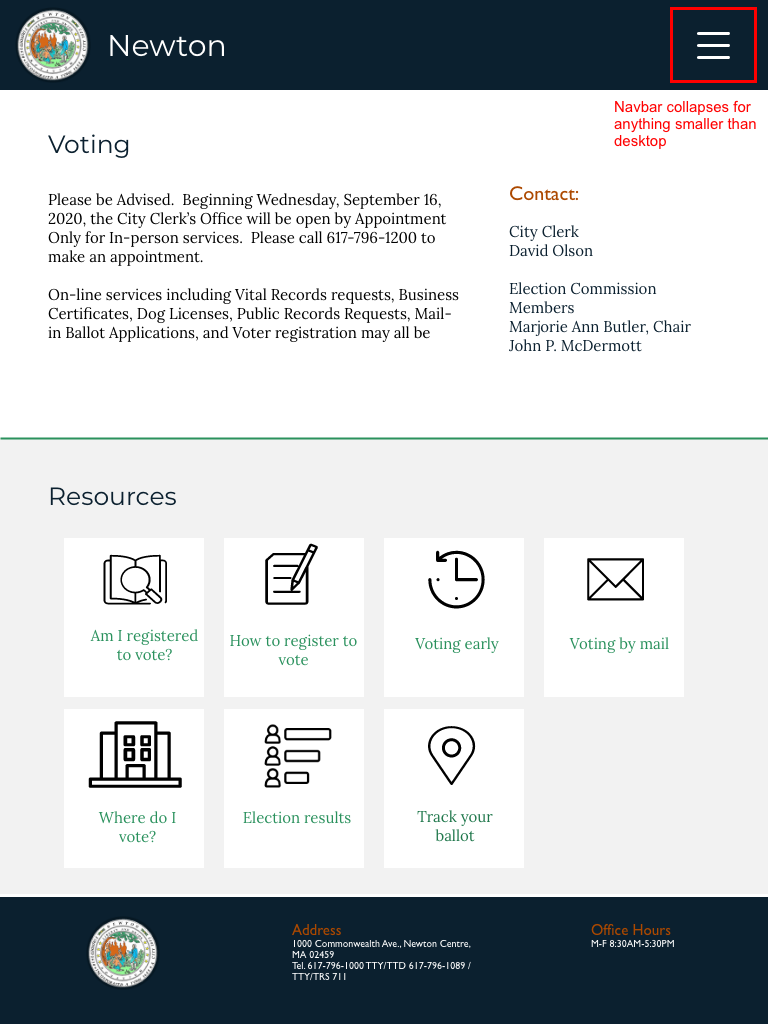 Newton
Navbar collapses for
anything smaller than
desktop
Voting
Please be Advised.  Beginning Wednesday, September 16,
2020, the City Clerk’s Office will be open by Appointment
Only for In-person services.  Please call 617-796-1200 to
make an appointment.
On-line services including Vital Records requests, Business
Certificates, Dog Licenses, Public Records Requests, Mail-
in Ballot Applications, and Voter registration may all be
Contact:
City Clerk
David Olson
Election Commission
Members
Marjorie Ann Butler, Chair
John P. McDermott
Resources
Am I registered
to vote?
How to register to
vote
Voting early
Voting by mail
Where do I
vote?
Election results
Track your
ballot
Address
1000 Commonwealth Ave., Newton Centre,
MA 02459
Tel. 617-796-1000 TTY/TTD 617-796-1089 /
TTY/TRS 711
Office Hours
M-F 8:30AM-5:30PM